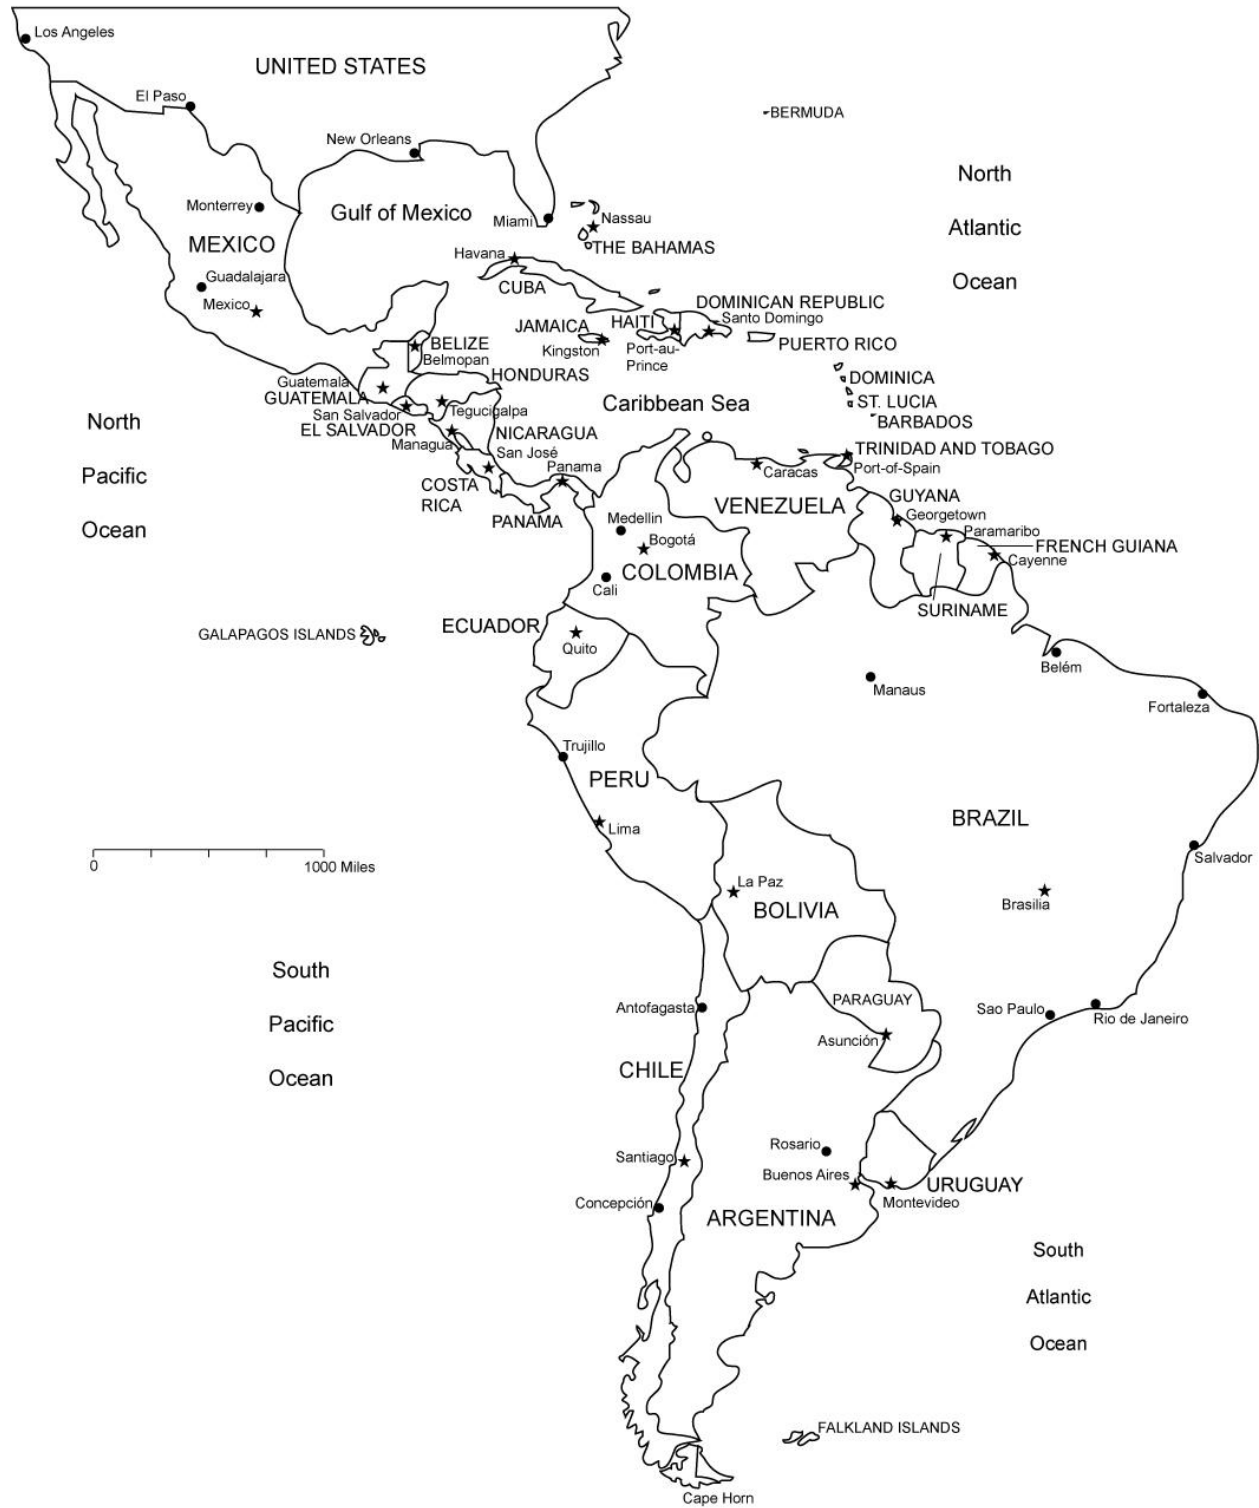 Los Angeles
UNITED STATES
El Paso
BERMUDA
New Orleans
North
Atlantic
Ocean
Monterrey
Gulf of Mexico
Miami
Nassau
THE BAHAMAS
MEXICO
Havana
Guadalajara
CUBA
Mexico
DOMINICAN REPUBLIC
Santo Domingo
HAITI
JAMAICA
Kingston
Port-au-
Prince
PUERTO RICO
BELIZE
Belmopan
HONDURAS
DOMINICA
Guatemala
GUATEMALA
ST. LUCIA
Caribbean Sea
San Salvador
Tegucigalpa
BARBADOS
EL SALVADOR
North
Pacific
Ocean
NICARAGUA
Managua
San José
TRINIDAD AND TOBAGO
Port-of-Spain
Panama
Caracas
COSTA
RICA
VENEZUELA
GUYANA
Georgetown
PANAMA
Medellin
Paramaribo
Bogotá
FRENCH GUIANA
Cayenne
COLOMBIA
Cali
SURINAME
ECUADOR
GALAPAGOS ISLANDS
Quito
Belém
Manaus
Fortaleza
Trujillo
PERU
BRAZIL
Lima
0
1000 Miles
Salvador
La Paz
Brasilia
BOLIVIA
South
Pacific
Ocean
PARAGUAY
Antofagasta
Sao Paulo
Rio de Janeiro
Asunción
CHILE
Rosario
Santiago
Buenos Aires
URUGUAY
Concepción
Montevideo
ARGENTINA
South
Atlantic
Ocean
FALKLAND ISLANDS
Cape Horn